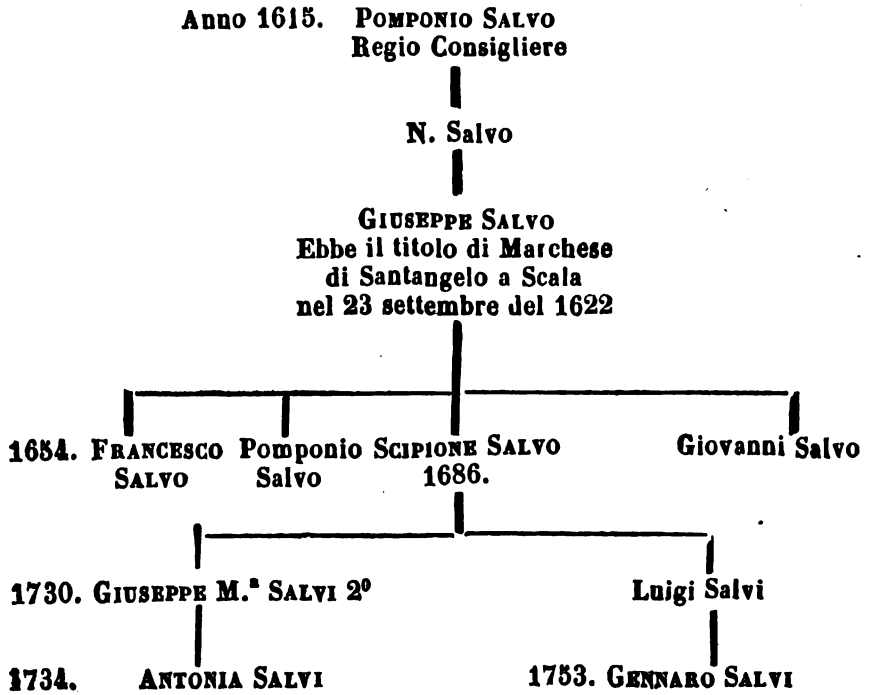 Anno 1615. POMPONIO SALVO
Regio Consigliere
N. Salvo
GIUSEPPE SALVO
Ebbe il titolo di Marchese
di Santangelo a Scala
nel 23 settembre del 1622
1654. FRANCESCO SALVO
Pomponio Salvo
SCIPIONE SALVO
1686.
Giovanni Salvo
1730. GIUSEPPE M.ª SALVI 2º
Luigi Salvi
1734. ANTONIA SALVI
1753. GENNARO SALVI